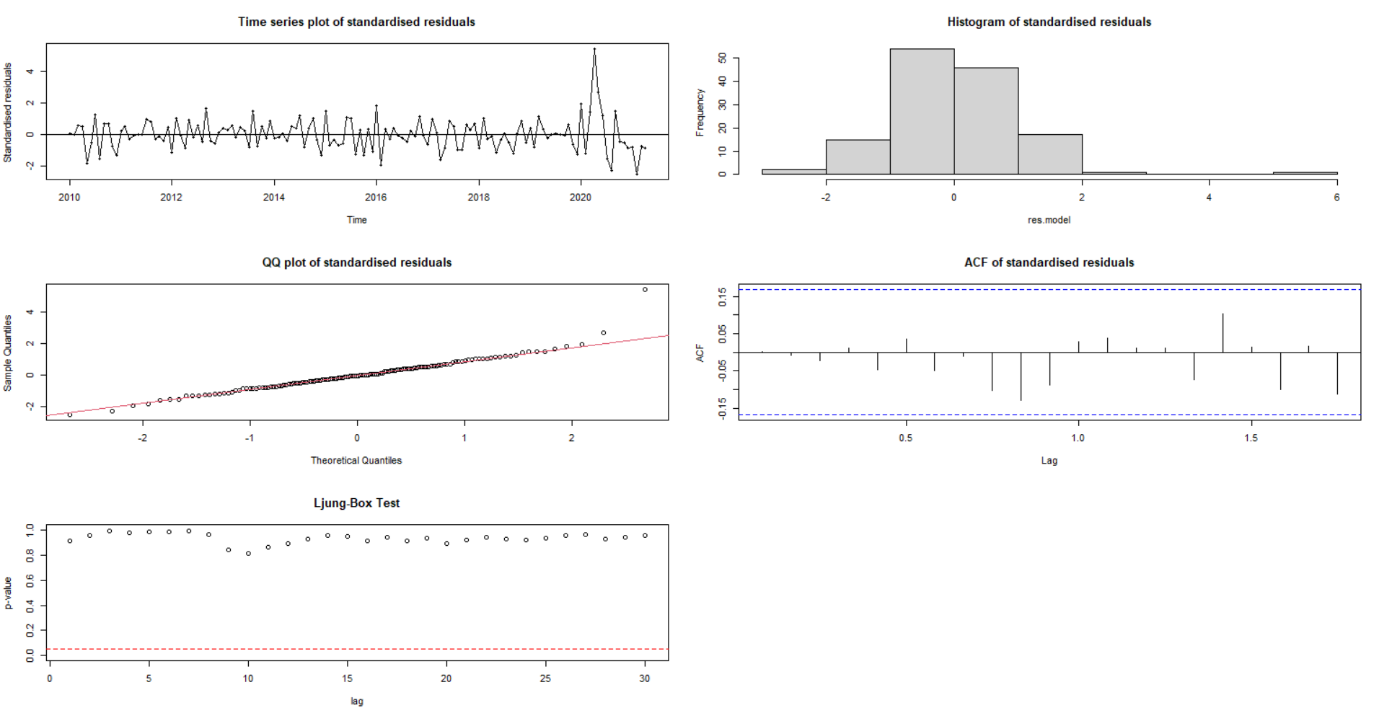 Time series plot of standardised residuals
Standardised residuals
4
2
0
-2
2010 2012 2014 2016 2018 2020
Time
Histogram of standardised residuals
Frequency
50
40
30
20
10
0
-2 0 2 4 6
res.model
QQ plot of standardised residuals
Sample Quantiles
4
2
0
-2
-2 -1 0 1 2
Theoretical Quantiles
ACF of standardised residuals
ACF
0.15
0.05
-0.05
-0.15
0.5 1.0 1.5
Lag
Ljung-Box Test
p-value
1.0
0.8
0.6
0.4
0.2
0.0
0 5 10 15 20 25 30
lag